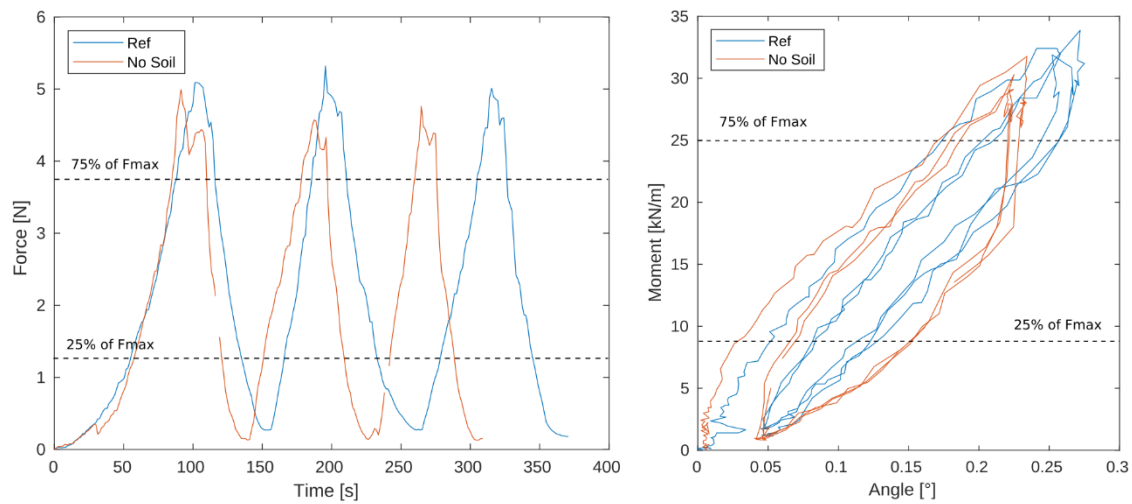 6
5
4
3
2
1
0
Force [N]
Ref
No Soil
75% of Fmax
25% of Fmax
0 50 100 150 200 250 300 350 400
Time [s]
35
30
25
20
15
10
5
0
Moment [kN/m]
Ref
No Soil
75% of Fmax
25% of Fmax
0 0.05 0.1 0.15 0.2 0.25 0.3
Angle [°]